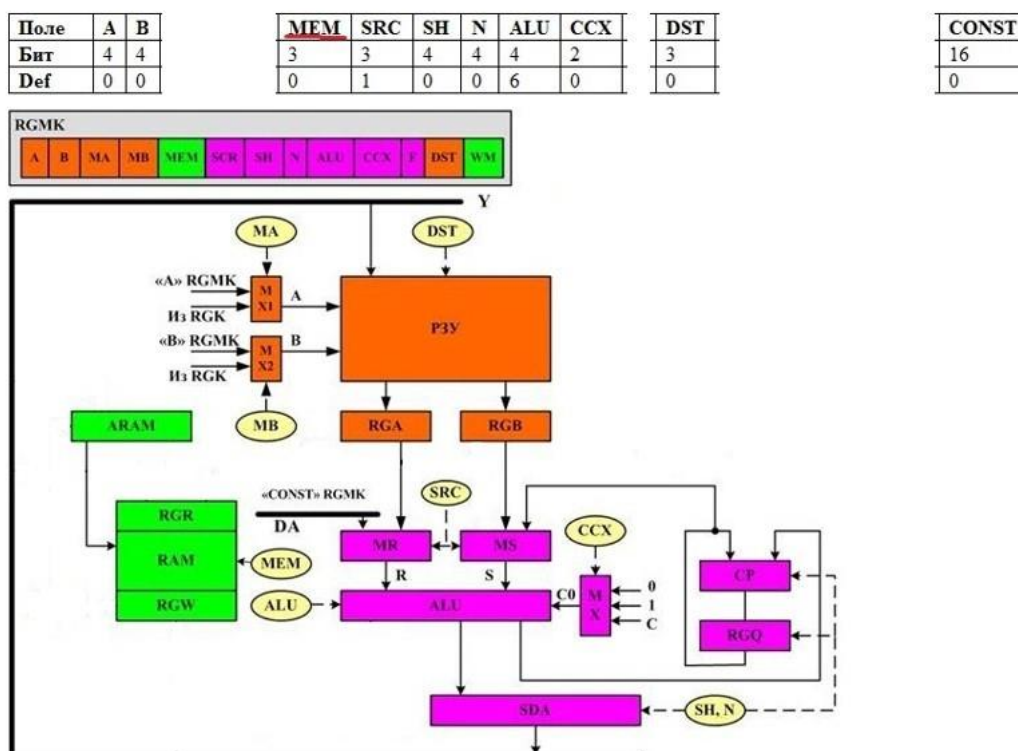 Поле A B MEM SRC SH N ALU CCX DST CONST
Бит 4 4 3 3 4 4 4 2 3 16
Def 0 0 0 1 0 0 6 0 0 0
RGMK
A B MA MB MEM SCR SH N ALU CCX F DST WM
Y
MA DST
«A» RGMK
M X1
A
Из RGK
РЗУ
«B» RGMK
M X2
B
Из RGK
ARAM
MB
RGA RGB
«CONST» RGMK
SRC
DA
CCX
RGR
MR MS
RAM
MEM
R S
CP
0
C0
M X
1
RGW
ALU
ALU
C
RGQ
SDA
SH, N